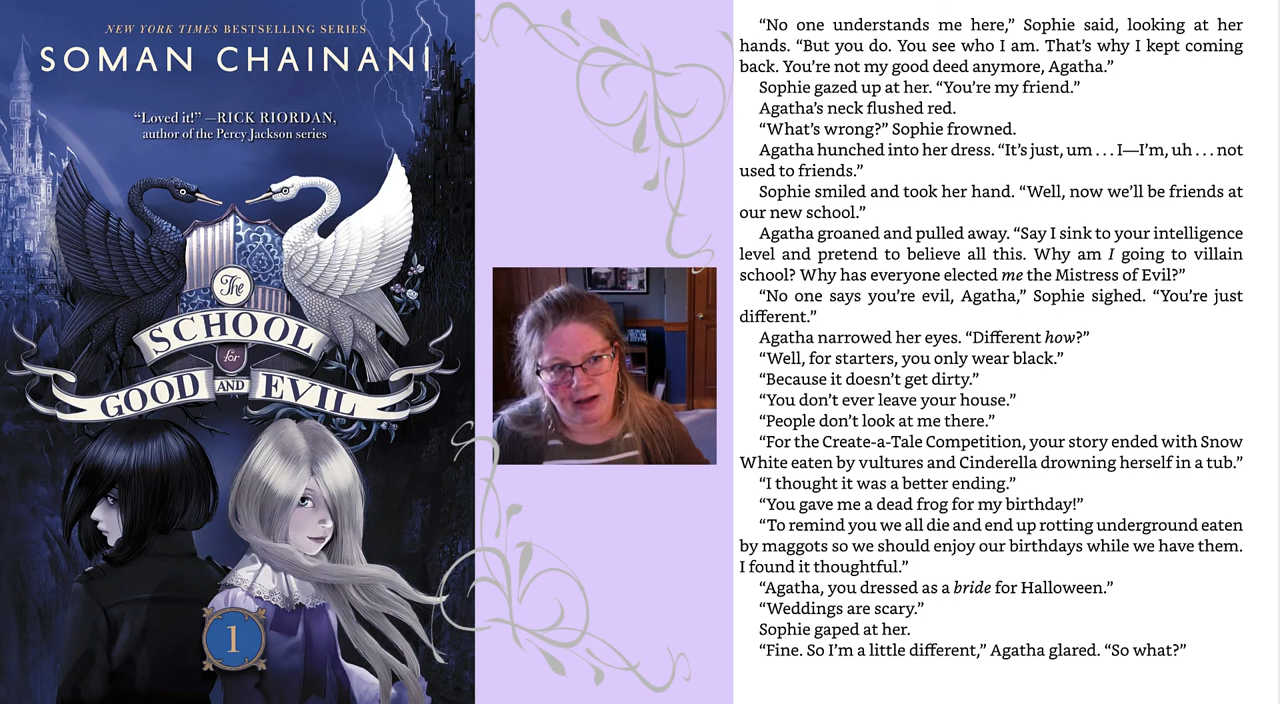 NEW YORK TIMES BESTSELLING SERIES
SOMAN CHAINANI
“Loved it!” —RICK RIORDAN,
author of the Percy Jackson series
The
SCHOOL
for
GOOD AND EVIL
1
“No one understands me here,” Sophie said, looking at her
hands. “But you do. You see who I am. That’s why I kept coming
back. You’re not my good deed anymore, Agatha.”
Sophie gazed up at her. “You’re my friend.”
Agatha’s neck flushed red.
“What’s wrong?” Sophie frowned.
Agatha hunched into her dress. “It’s just, um . . . I—I’m, uh . . . not
used to friends.”
Sophie smiled and took her hand. “Well, now we’ll be friends at
our new school.”
Agatha groaned and pulled away. “Say I sink to your intelligence
level and pretend to believe all this. Why am I going to villain
school? Why has everyone elected me the Mistress of Evil?”
“No one says you’re evil, Agatha,” Sophie sighed. “You’re just
different.”
Agatha narrowed her eyes. “Different how?”
“Well, for starters, you only wear black.”
“Because it doesn’t get dirty.”
“You don’t ever leave your house.”
“People don’t look at me there.”
“For the Create-a-Tale Competition, your story ended with Snow
White eaten by vultures and Cinderella drowning herself in a tub.”
“I thought it was a better ending.”
“You gave me a dead frog for my birthday!”
“To remind you we all die and end up rotting underground eaten
by maggots so we should enjoy our birthdays while we have them.
I found it thoughtful.”
“Agatha, you dressed as a bride for Halloween.”
“Weddings are scary.”
Sophie gaped at her.
“Fine. So I’m a little different,” Agatha glared. “So what?”